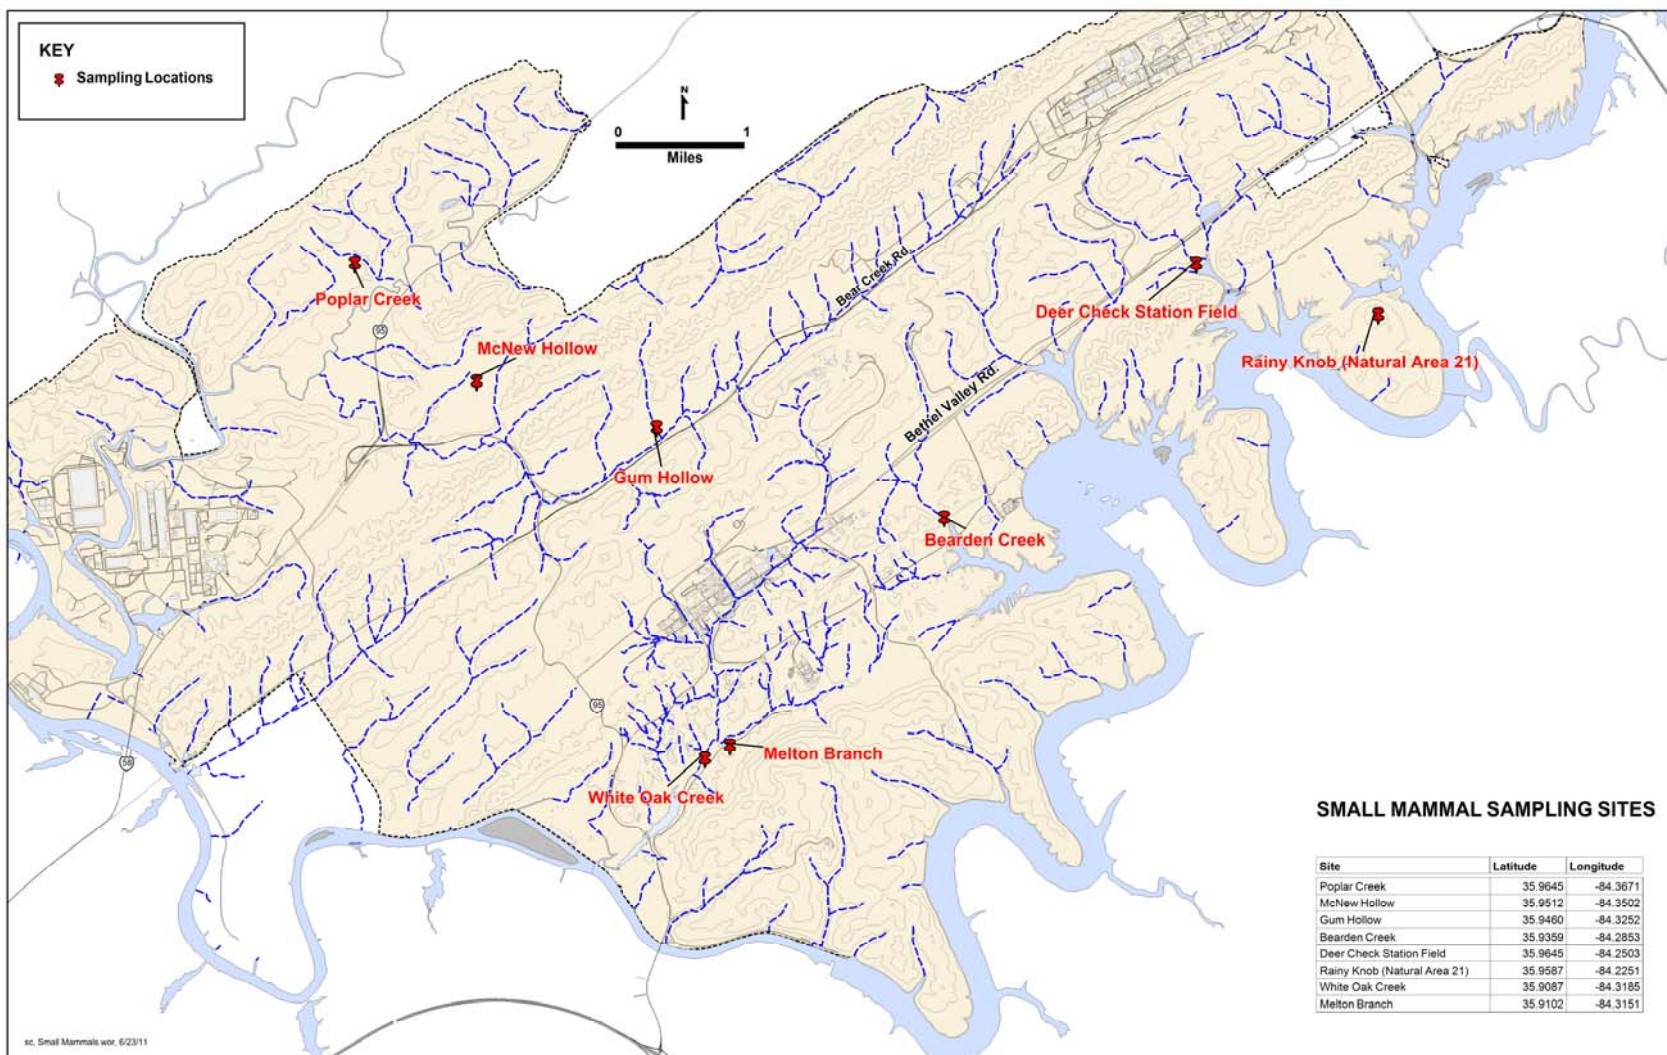 KEY
Sampling Locations
N
0 1
Miles
Poplar Creek
95
McNew Hollow
Bear Creek Rd
Deer Check Station Field
Rainy Knob (Natural Area 21)
Gum Hollow
Bethel Valley Rd.
Bearden Creek
95
58
Melton Branch
White Oak Creek
SMALL MAMMAL SAMPLING SITES
Site Latitude Longitude
Poplar Creek 35.9645 -84.3671
McNew Hollow 35.9512 -84.3502
Gum Hollow 35.9460 -84.3252
Bearden Creek 35.9359 -84.2853
Deer Check Station Field 35.9645 -84.2503
Rainy Knob (Natural Area 21) 35.9587 -84.2251
White Oak Creek 35.9087 -84.3185
Melton Branch 35.9102 -84.3151
sc, Small Mammals.wor, 6/23/11